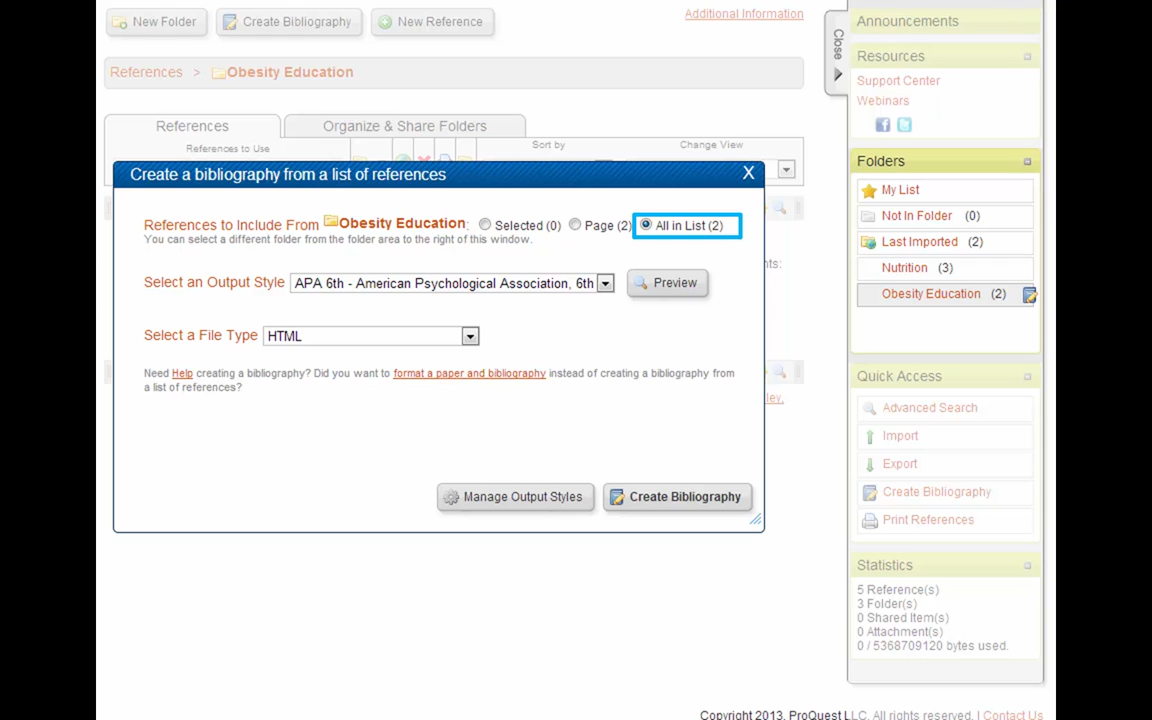 New Folder Create Bibliography New Reference Additional Information
References > Obesity Education
References Organize & Share Folders
References to Use Sort by Change View
Create a bibliography from a list of references X
References to Include From Obesity Education: Selected (0) Page (2) All in List (2)
You can select a different folder from the folder area to the right of this window.
Select an Output Style APA 6th - American Psychological Association, 6th Preview
Select a File Type HTML
Need Help creating a bibliography? Did you want to format a paper and bibliography instead of creating a bibliography from
a list of references?
Manage Output Styles Create Bibliography
nts:
ley,
Close
Announcements
Resources
Support Center
Webinars
Folders
My List
Not In Folder (0)
Last Imported (2)
Nutrition (3)
Obesity Education (2)
Quick Access
Advanced Search
Import
Export
Create Bibliography
Print References
Statistics
5 Reference(s)
3 Folder(s)
0 Shared Item(s)
0 Attachment(s)
0 / 5368709120 bytes used.
Copyright 2013, ProQuest LLC. All rights reserved. | Contact Us